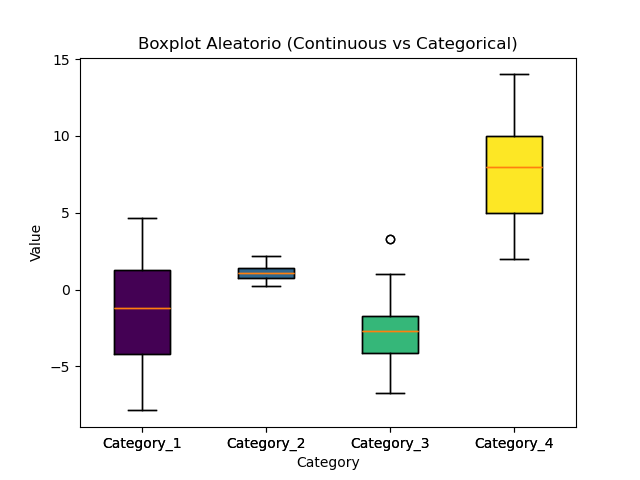 Boxplot Aleatorio (Continuous vs Categorical)
15
10
5
0
−5
Value
Category_1
Category_2
Category_3
Category_4
Category